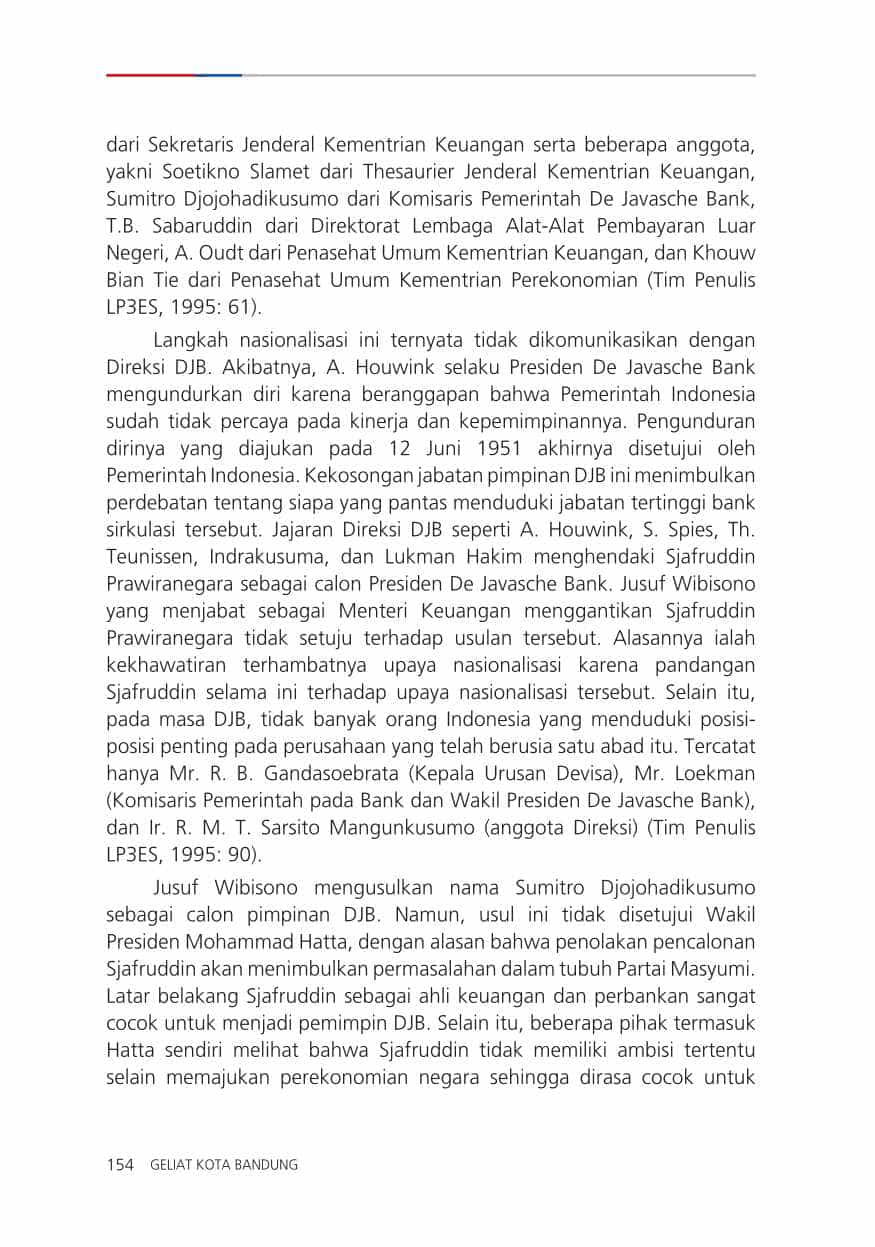 dari Sekretaris Jenderal Kementrian Keuangan serta beberapa anggota,
yakni Soetikno Slamet dari Thesaurier Jenderal Kementrian Keuangan,
Sumitro Djojohadikusumo dari Komisaris Pemerintah De Javasche Bank,
T.B. Sabaruddin dari Direktorat Lembaga Alat-Alat Pembayaran Luar
Negeri, A. Oudt dari Penasehat Umum Kementrian Keuangan, dan Khouw
Bian Tie dari Penasehat Umum Kementrian Perekonomian (Tim Penulis
LP3ES, 1995: 61).
Langkah nasionalisasi ini ternyata tidak dikomunikasikan dengan
Direksi DJB. Akibatnya, A. Houwink selaku Presiden De Javasche Bank
mengundurkan diri karena beranggapan bahwa Pemerintah Indonesia
sudah tidak percaya pada kinerja dan kepemimpinannya. Pengunduran
dirinya yang diajukan pada 12 Juni 1951 akhirnya disetujui oleh
Pemerintah Indonesia. Kekosongan jabatan pimpinan DJB ini menimbulkan
perdebatan tentang siapa yang pantas menduduki jabatan tertinggi bank
sirkulasi tersebut. Jajaran Direksi DJB seperti A. Houwink, S. Spies, Th.
Teunissen, Indrakusuma, dan Lukman Hakim menghendaki Sjafruddin
Prawiranegara sebagai calon Presiden De Javasche Bank. Jusuf Wibisono
yang menjabat sebagai Menteri Keuangan menggantikan Sjafruddin
Prawiranegara tidak setuju terhadap usulan tersebut. Alasannya ialah
kekhawatiran terhambatnya upaya nasionalisasi karena pandangan
Sjafruddin selama ini terhadap upaya nasionalisasi tersebut. Selain itu,
pada masa DJB, tidak banyak orang Indonesia yang menduduki posisi-
posisi penting pada perusahaan yang telah berusia satu abad itu. Tercatat
hanya Mr. R. B. Gandasoebrata (Kepala Urusan Devisa), Mr. Loekman
(Komisaris Pemerintah pada Bank dan Wakil Presiden De Javasche Bank),
dan Ir. R. M. T. Sarsito Mangunkusumo (anggota Direksi) (Tim Penulis
LP3ES, 1995: 90).
Jusuf Wibisono mengusulkan nama Sumitro Djojohadikusumo
sebagai calon pimpinan DJB. Namun, usul ini tidak disetujui Wakil
Presiden Mohammad Hatta, dengan alasan bahwa penolakan pencalonan
Sjafruddin akan menimbulkan permasalahan dalam tubuh Partai Masyumi.
Latar belakang Sjafruddin sebagai ahli keuangan dan perbankan sangat
cocok untuk menjadi pemimpin DJB. Selain itu, beberapa pihak termasuk
Hatta sendiri melihat bahwa Sjafruddin tidak memiliki ambisi tertentu
selain memajukan perekonomian negara sehingga dirasa cocok untuk
154 GELIAT KOTA BANDUNG